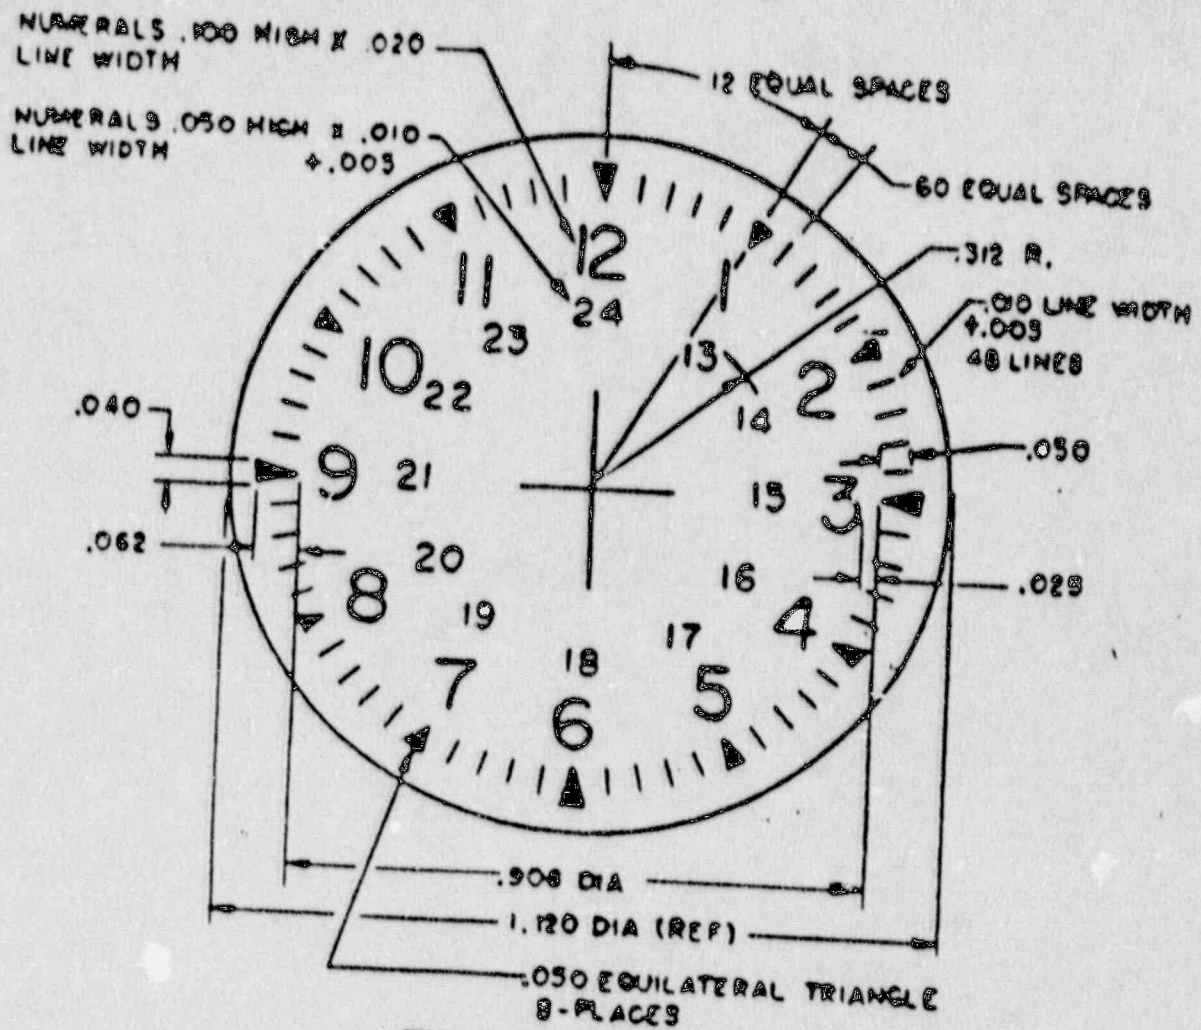 NUMERALS .100 HIGH X .020
LINE WIDTH
12 EQUAL SPACES
NUMERALS .050 HIGH X .010
LINE WIDTH +.005
60 EQUAL SPACES
.312 R.
.010 LINE WIDTH
+.005
48 LINES
12
11
1
24
23
13
10
2
22
14
.040
.050
9
21
15
3
.062
20
16
.025
8
4
19
17
18
7
5
6
.906 DIA
1.120 DIA (REF)
.050 EQUILATERAL TRIANGLE
8-PLACES